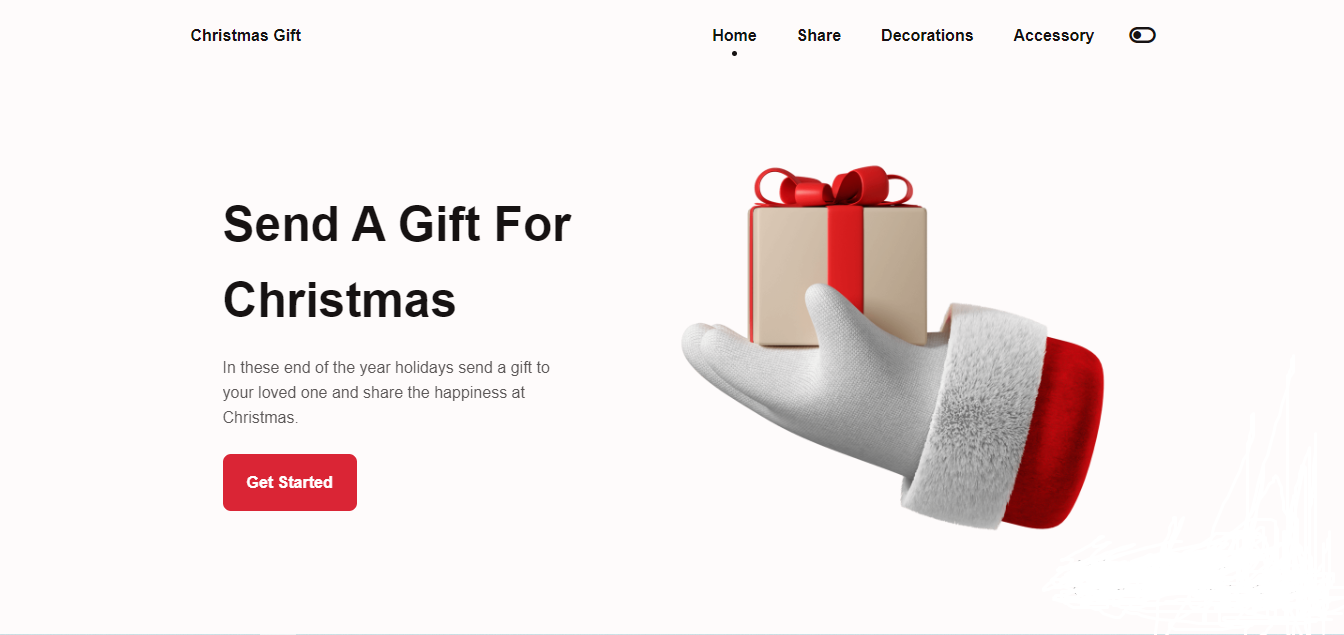 Christmas Gift
Home Share Decorations Accessory
Send A Gift For
Christmas
In these end of the year holidays send a gift to
your loved one and share the happiness at
Christmas.
Get Started